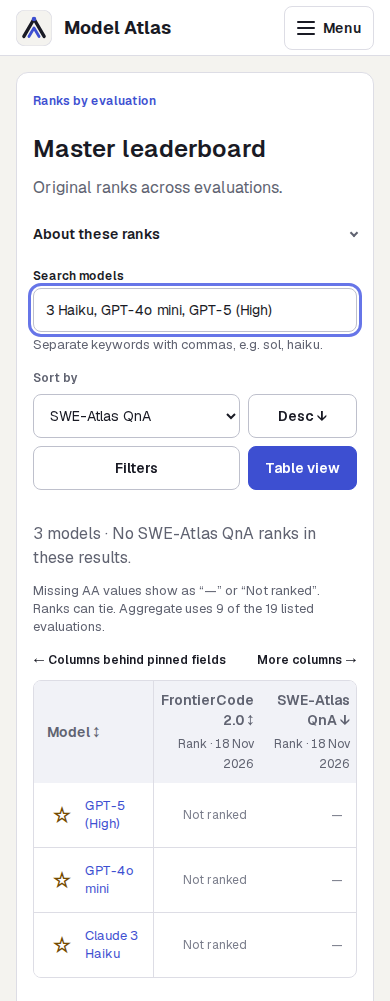 Model Atlas
Menu
Ranks by evaluation
Master leaderboard
Original ranks across evaluations.
About these ranks
Search models
3 Haiku, GPT-4o mini, GPT-5 (High)
Separate keywords with commas, e.g. sol, haiku.
Sort by
SWE-Atlas QnA
Desc ↓
Filters
Table view
3 models · No SWE-Atlas QnA ranks in
these results.
Missing AA values show as “—” or “Not ranked”.
Ranks can tie. Aggregate uses 9 of the 19 listed
evaluations.
← Columns behind pinned fields
More columns →
Model ↕
FrontierCode
2.0 ↕
Rank · 18 Nov
2026
SWE-Atlas
QnA ↓
Rank · 18 Nov
2026
☆ GPT-5
(High)
Not ranked
—
☆ GPT-4o
mini
Not ranked
—
☆ Claude 3
Haiku
Not ranked
—